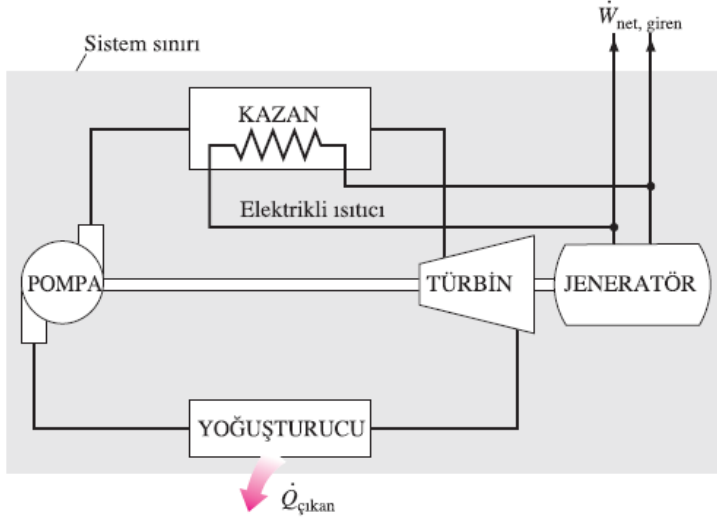 Ẇnet, giren
Sistem sınırı
KAZAN
Elektrikli ısıtıcı
POMPA
TÜRBİN
JENERATÖR
YOĞUŞTURUCU
Q̇çıkan